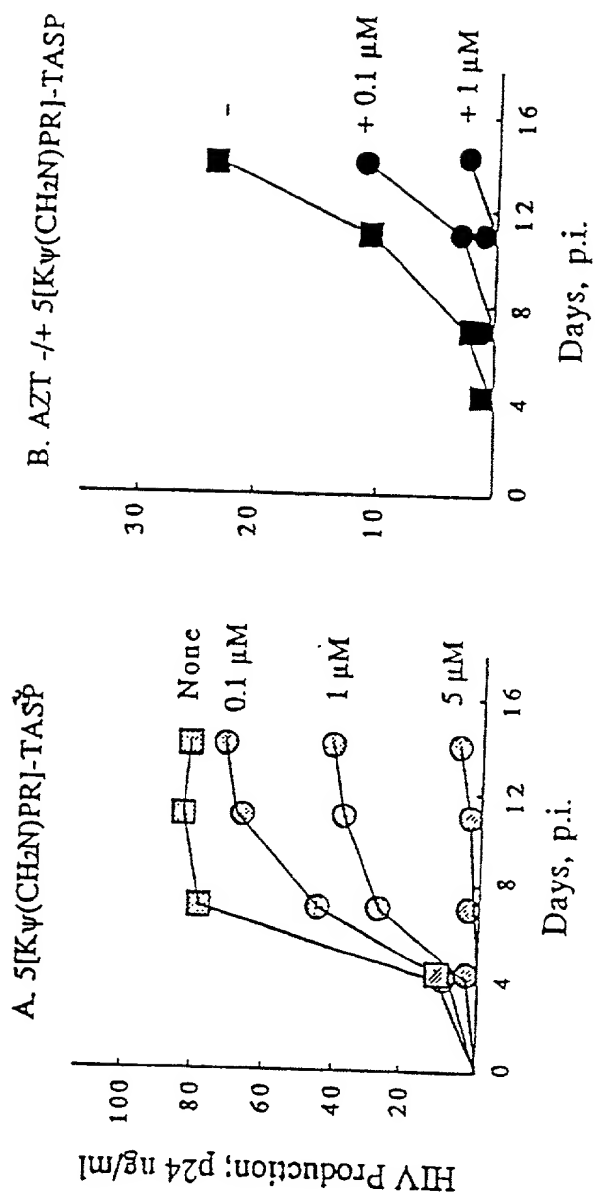 A. 5[Kψ(CH2N)PR]-TASP
HIV Production; p24 ng/ml
100
80
60
40
20
0
4
8
12
16
Days, p.i.
None
0.1 µM
1 µM
5 µM
B. AZT -/+ 5[Kψ(CH2N)PR]-TASP
30
20
10
0
4
8
12
16
Days, p.i.
–
+ 0.1 µM
+ 1 µM